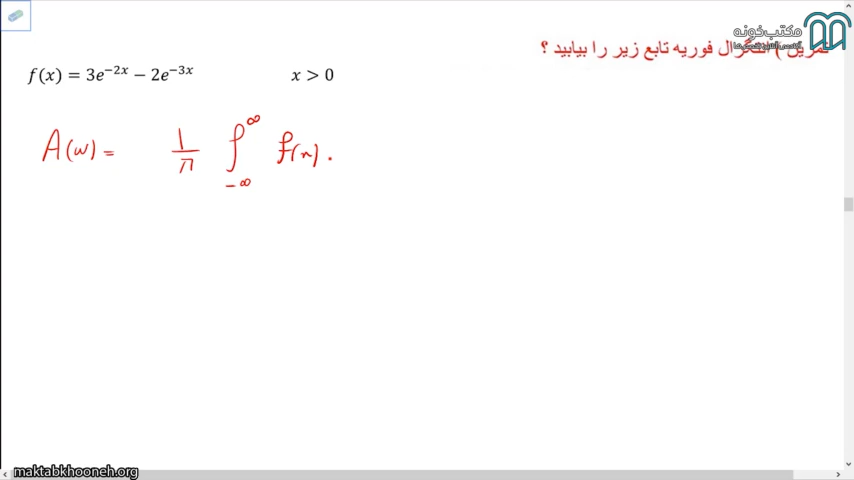 مکتب‌خونه
تمرین ) انتگرال فوریه تابع زیر را بیابید ؟
f(x) = 3e^{-2x} − 2e^{-3x} x > 0
A(ω) = 1/π ∫_{-∞}^{∞} f(x) .
maktabkhooneh.org